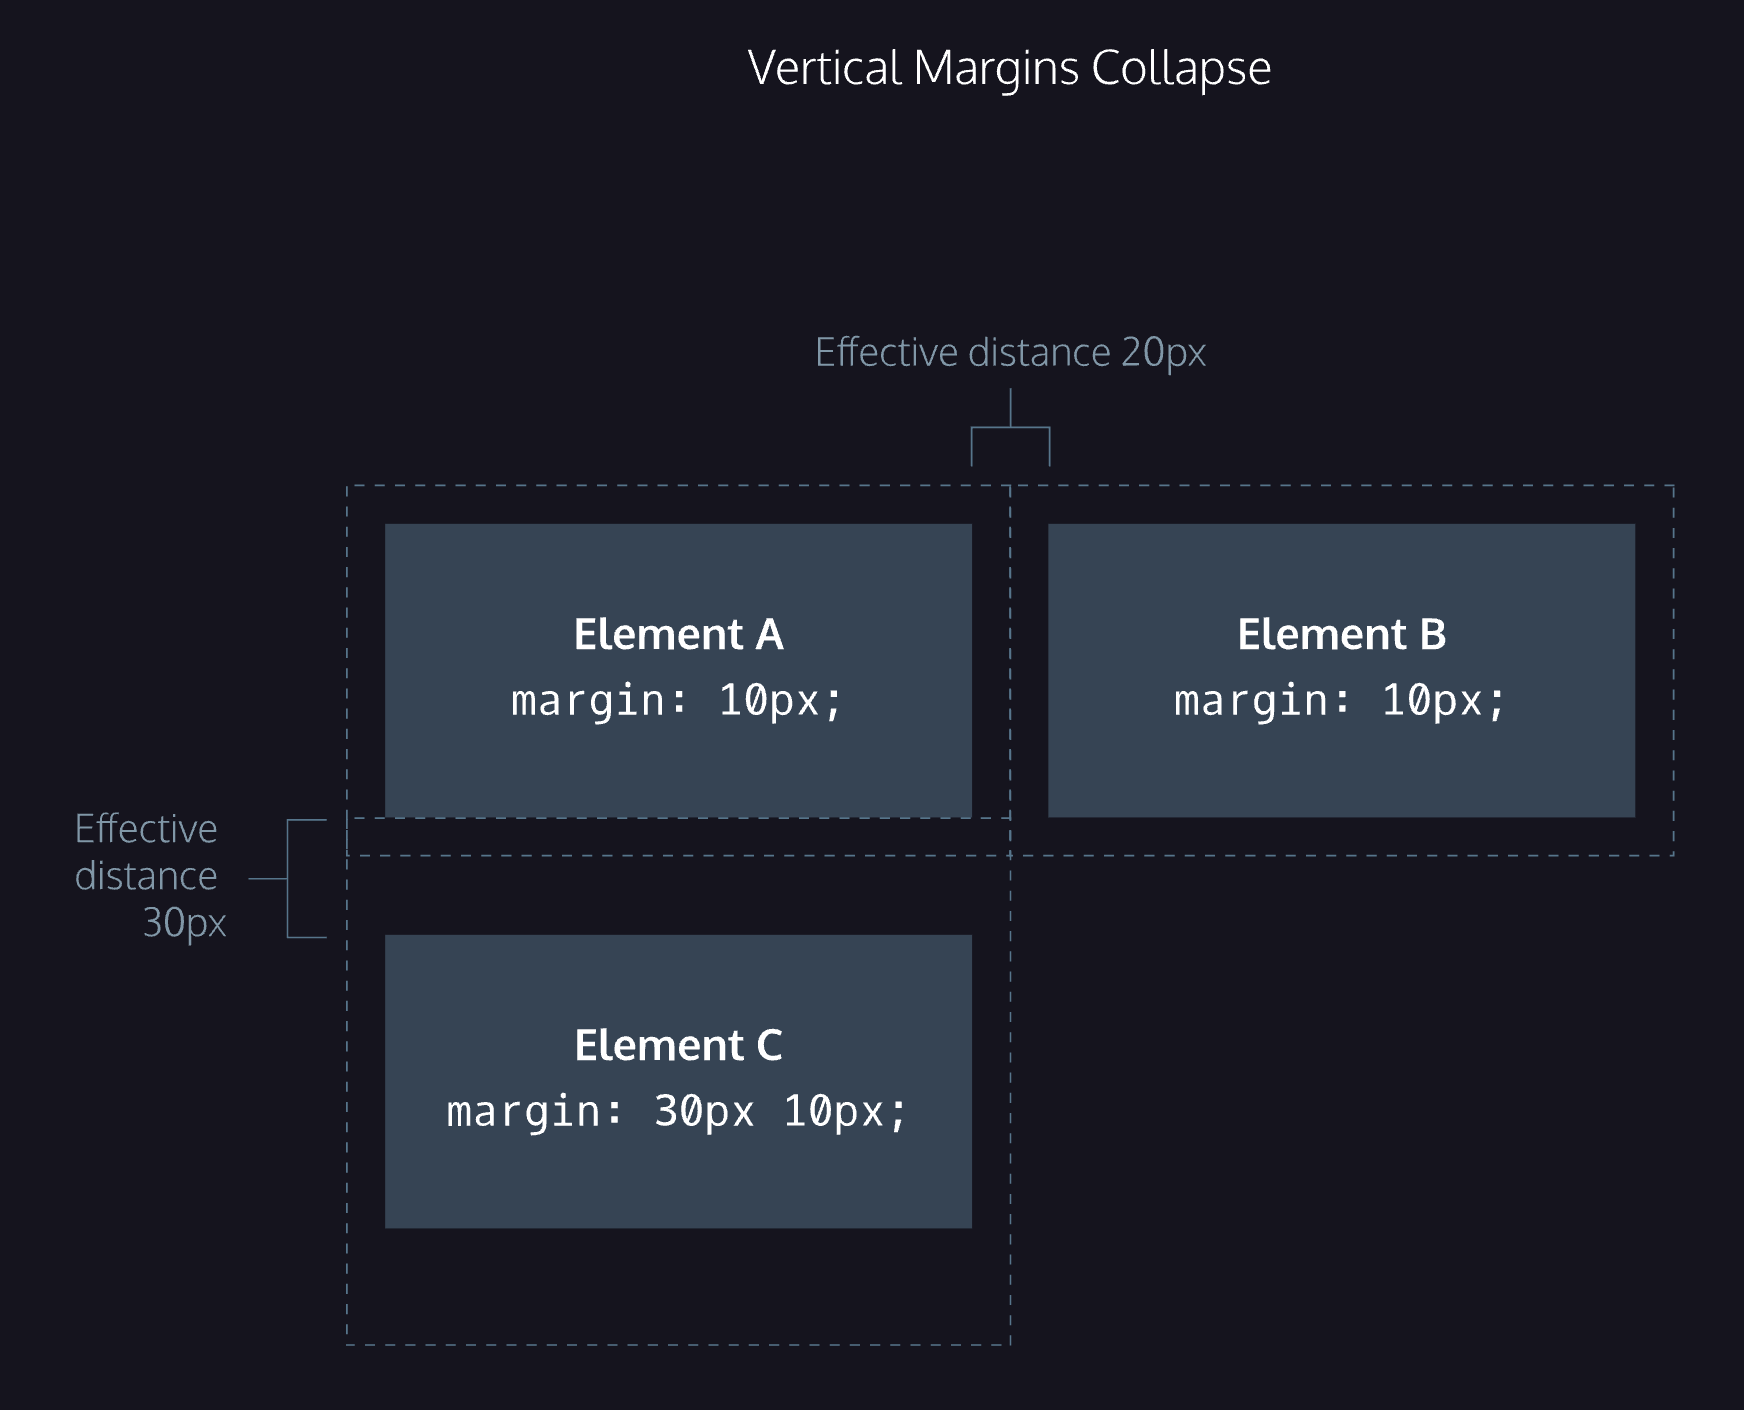 Vertical Margins Collapse
Effective distance 20px
Element A
margin: 10px;
Element B
margin: 10px;
Effective
distance
30px
Element C
margin: 30px 10px;